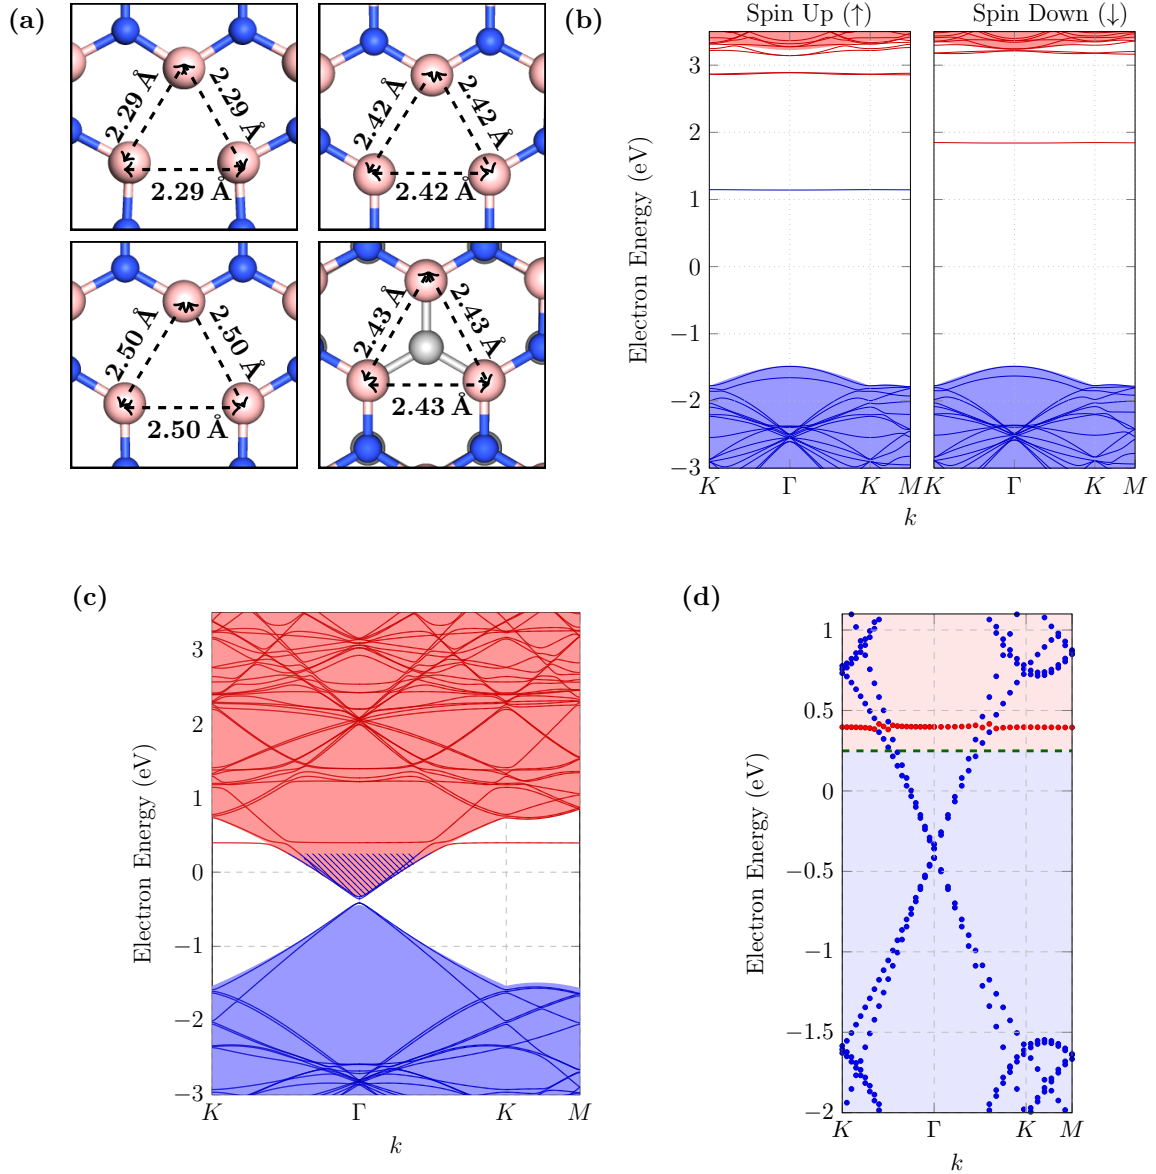 (a)
2.29 Å
2.29 Å
2.29 Å
2.42 Å
2.42 Å
2.42 Å
2.50 Å
2.50 Å
2.50 Å
2.43 Å
2.43 Å
2.43 Å
(b)
Spin Up (↑)
Spin Down (↓)
Electron Energy (eV)
3
2
1
0
−1
−2
−3
K Γ K M K Γ K M
k
(c)
Electron Energy (eV)
3
2
1
0
−1
−2
−3
K Γ K M
k
(d)
Electron Energy (eV)
1
0.5
0
−0.5
−1
−1.5
−2
K Γ K M
k